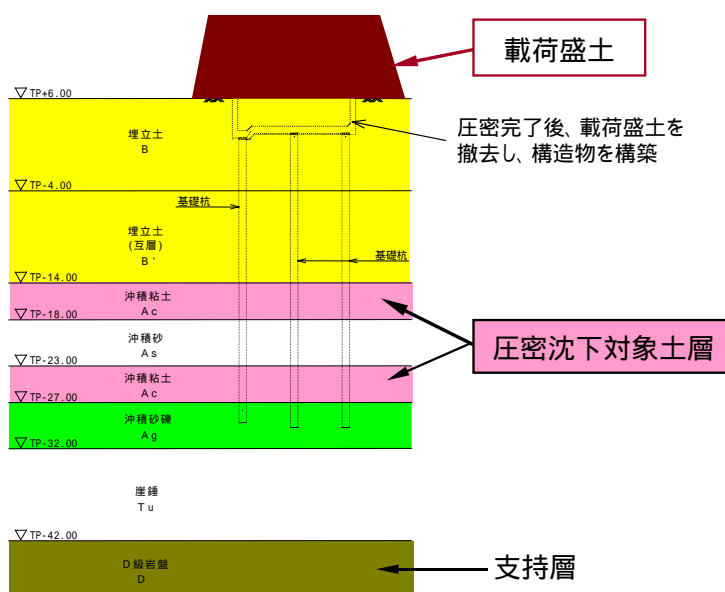 載荷盛土
TP+6.00
圧密完了後、載荷盛土を
撤去し、構造物を構築
埋立土
B
TP-4.00
基礎杭
埋立土
(互層)
B'
基礎杭
TP-14.00
沖積粘土
Ac
TP-18.00
沖積砂
As
圧密沈下対象土層
TP-23.00
沖積粘土
Ac
TP-27.00
沖積砂礫
Ag
TP-32.00
崖錘
Tu
TP-42.00
D級岩盤
D
支持層